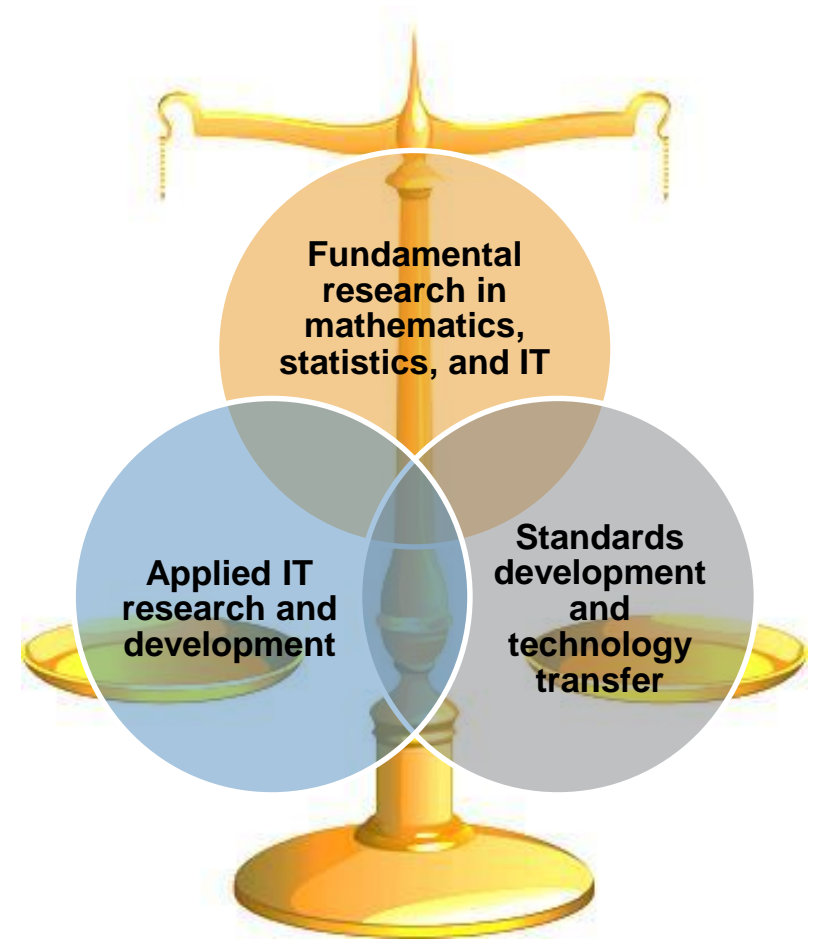 Fundamental
research in
mathematics,
statistics, and IT
Applied IT
research and
development
Standards
development
and
technology
transfer